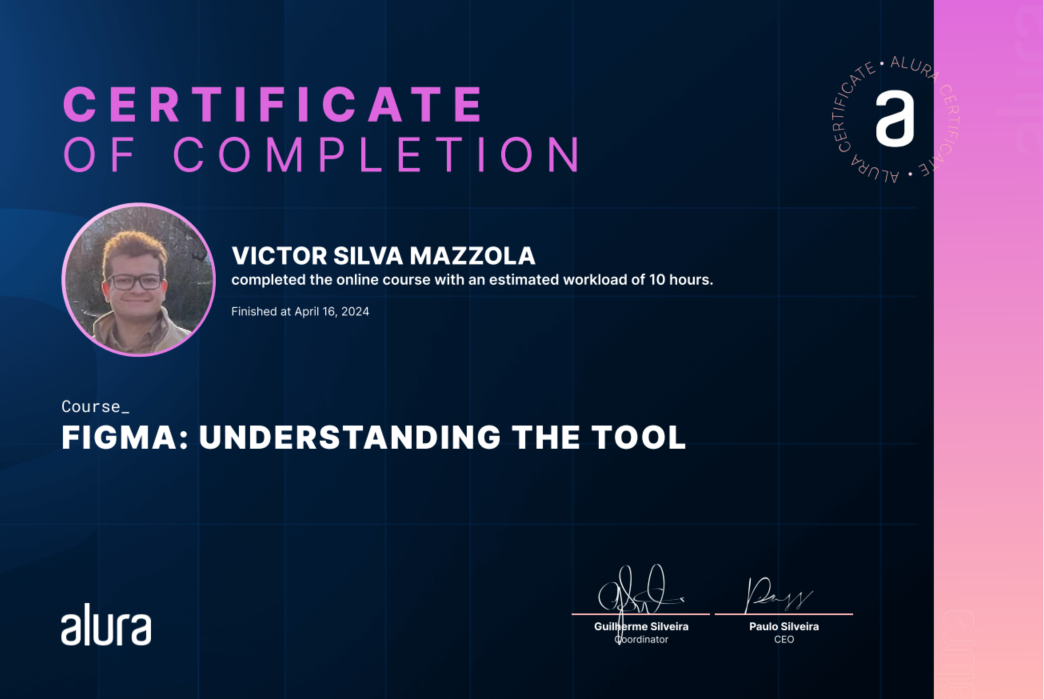 CERTIFICATE
OF COMPLETION
ALURA CERTIFICATE • ALURA CERTIFICATE •
a
alura
VICTOR SILVA MAZZOLA
completed the online course with an estimated workload of 10 hours.
Finished at April 16, 2024
Course_
FIGMA: UNDERSTANDING THE TOOL
alura
Guilherme Silveira
Coordinator
Paulo Silveira
CEO